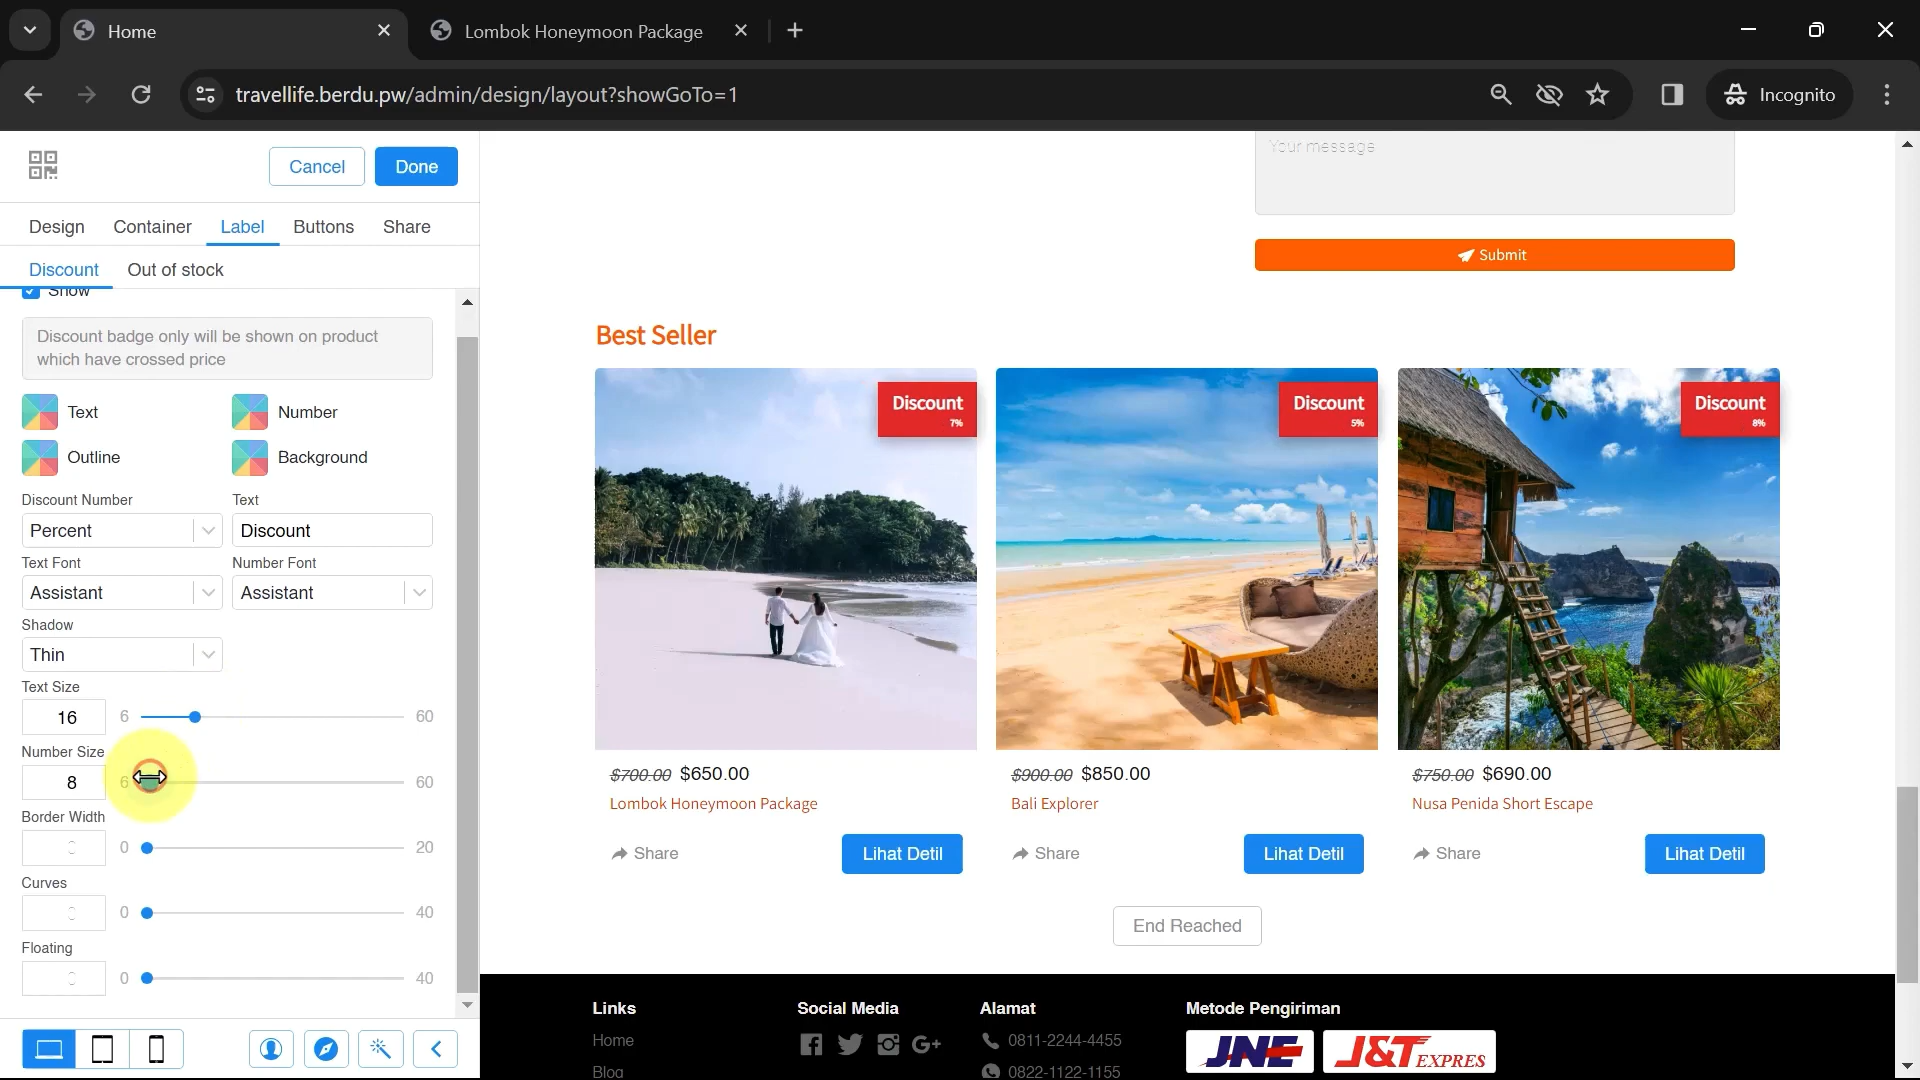 Home
Lombok Honeymoon Package
travellife.berdu.pw/admin/design/layout?showGoTo=1
Incognito
Cancel
Done
Design
Container
Label
Buttons
Share
Discount
Out of stock
Show
Discount badge only will be shown on product
which have crossed price
Text
Number
Outline
Background
Discount Number
Text
Percent
Discount
Text Font
Number Font
Assistant
Assistant
Shadow
Thin
Text Size
16
6
60
Number Size
8
6
60
Border Width
0
20
Curves
0
40
Floating
0
40
Your message
Submit
Best Seller
Discount
7%
Discount
5%
Discount
8%
$700.00 $650.00
Lombok Honeymoon Package
Share
Lihat Detil
$900.00 $850.00
Bali Explorer
Share
Lihat Detil
$750.00 $690.00
Nusa Penida Short Escape
Share
Lihat Detil
End Reached
Links
Home
Blog
Social Media
Alamat
0811-2244-4455
0822-1122-1155
Metode Pengiriman
JNE
J&T EXPRES